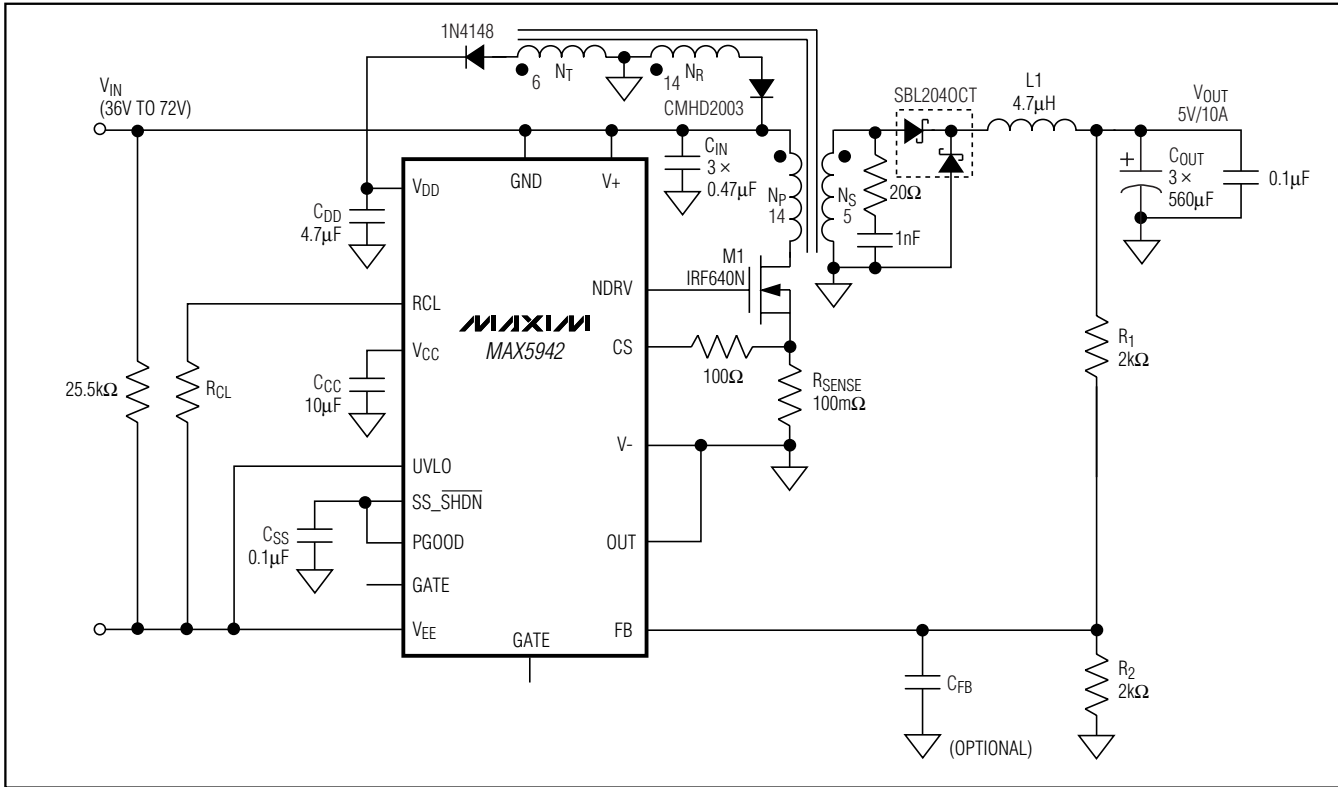 1N4148
6
N_T
14
N_R
V_IN
(36V TO 72V)
CMHD2003
SBL204OCT
L1
4.7μH
V_OUT
5V/10A
V_DD
GND
V+
C_IN
3 ×
0.47μF
N_P
14
N_S
5
20Ω
1nF
+
C_OUT
3 ×
560μF
0.1μF
C_DD
4.7μF
M1
IRF640N
NDRV
RCL
MAXIM
MAX5942
V_CC
CS
100Ω
R_SENSE
100mΩ
R_1
2kΩ
25.5kΩ
R_CL
C_CC
10μF
V-
UVLO
SS_SHDN
C_SS
0.1μF
PGOOD
OUT
GATE
V_EE
GATE
FB
C_FB
(OPTIONAL)
R_2
2kΩ